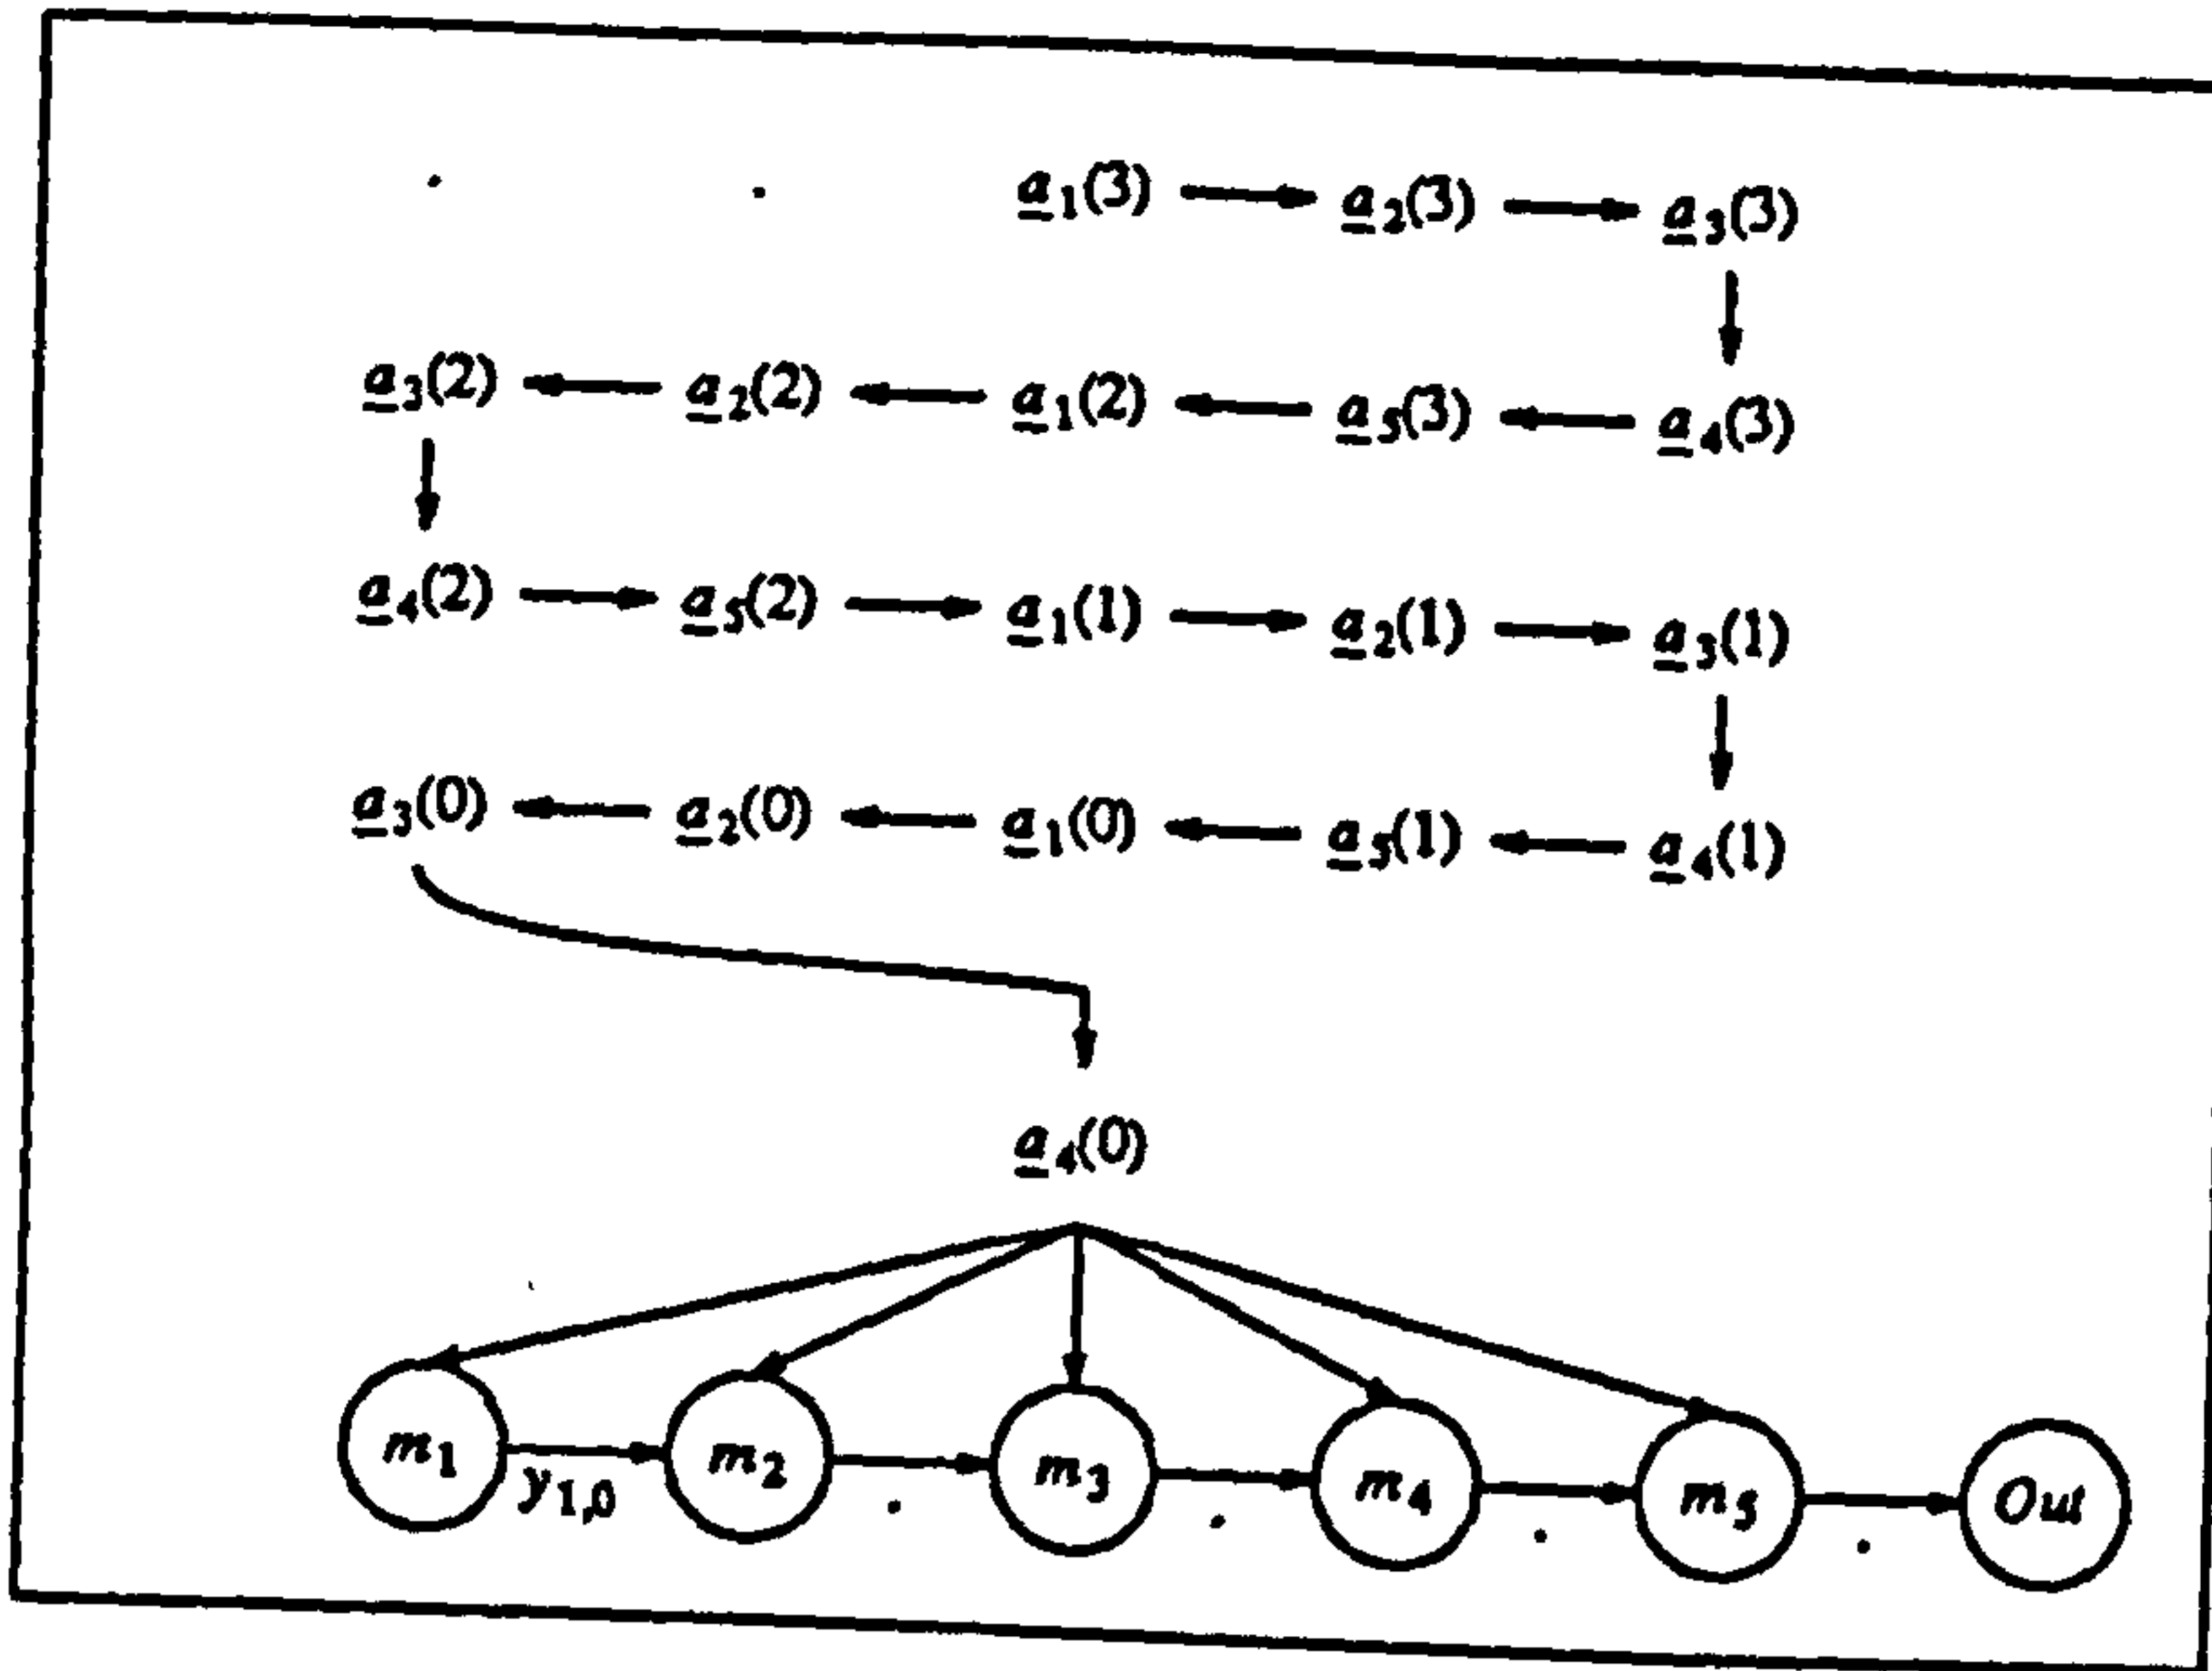 . . a₁(3) → a₂(3) → a₃(3)
a₃(2) ← a₂(2) ← a₁(2) ← a₅(3) ← a₄(3)
a₄(2) → a₅(2) → a₁(1) → a₂(1) → a₃(1)
a₃(0) ← a₂(0) ← a₁(0) ← a₅(1) ← a₄(1)
a₄(0)
m₁ m₂ m₃ m₄ m₅ Out
y₁,₀ . . . .